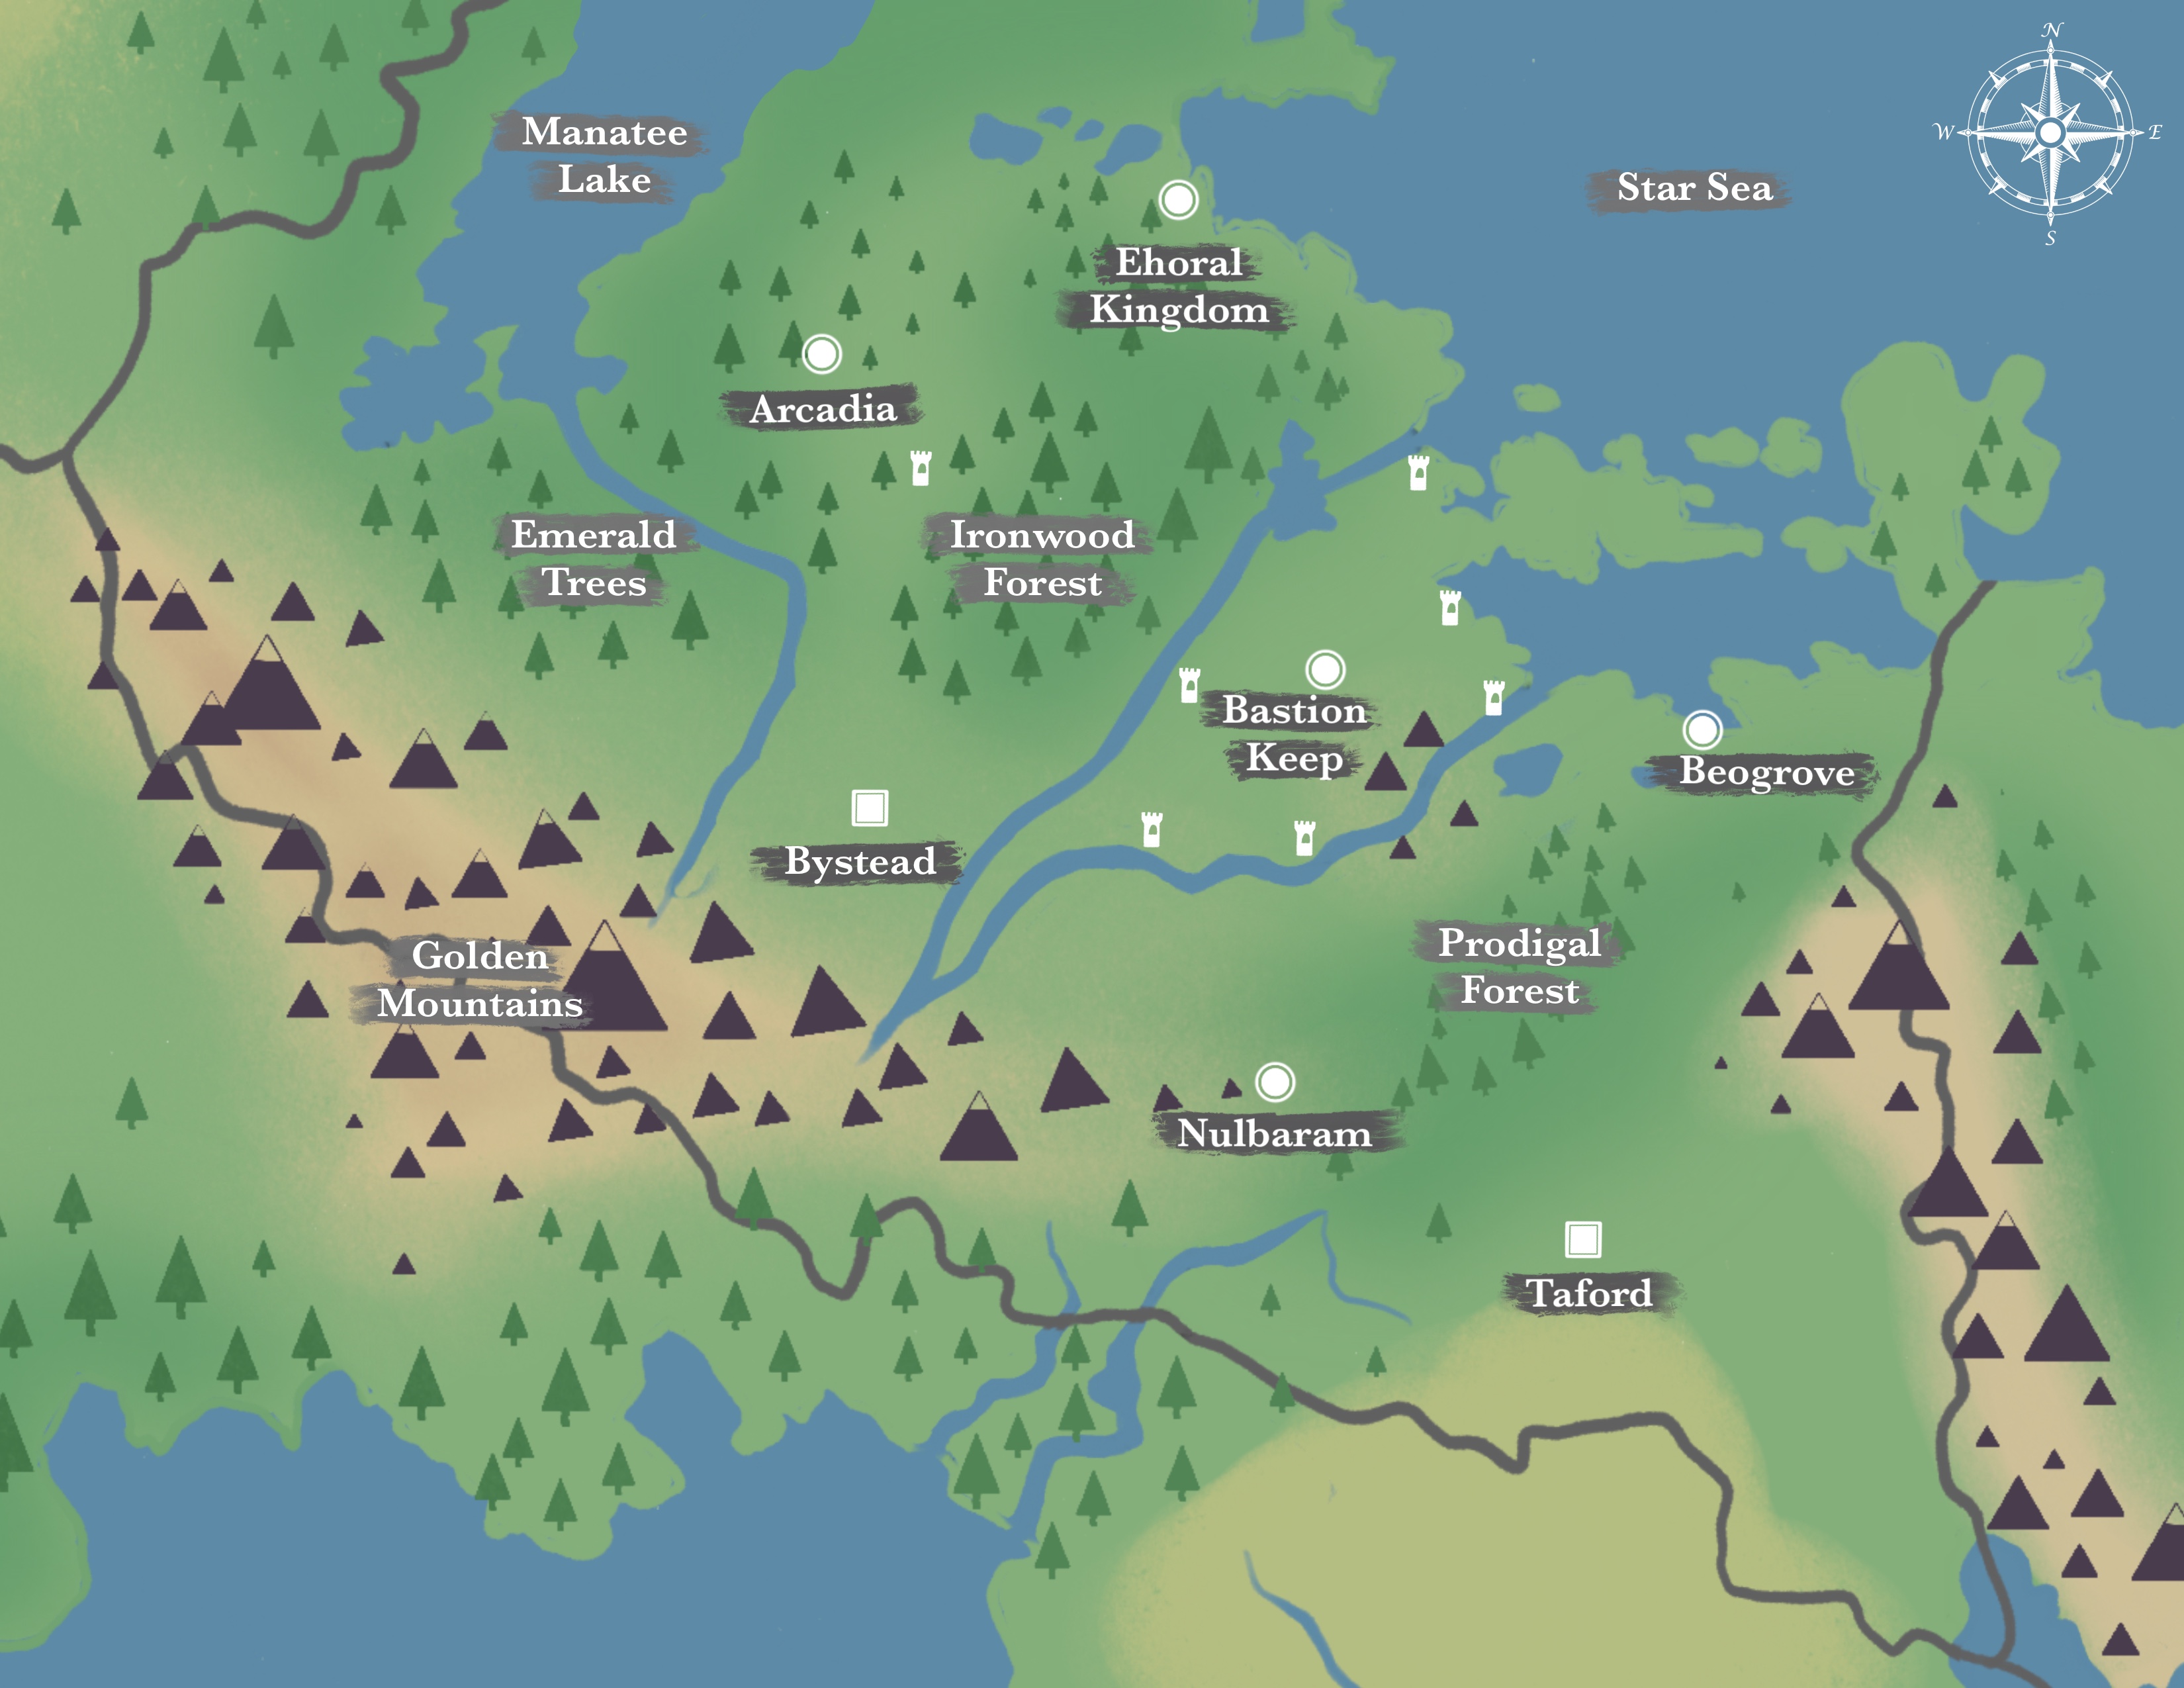 N
Manatee
Lake
W
E
Star Sea
S
Ehoral
Kingdom
Arcadia
Emerald
Trees
Ironwood
Forest
Bastion
Keep
Beogrove
Bystead
Golden
Mountains
Prodigal
Forest
Nulbaram
Taford